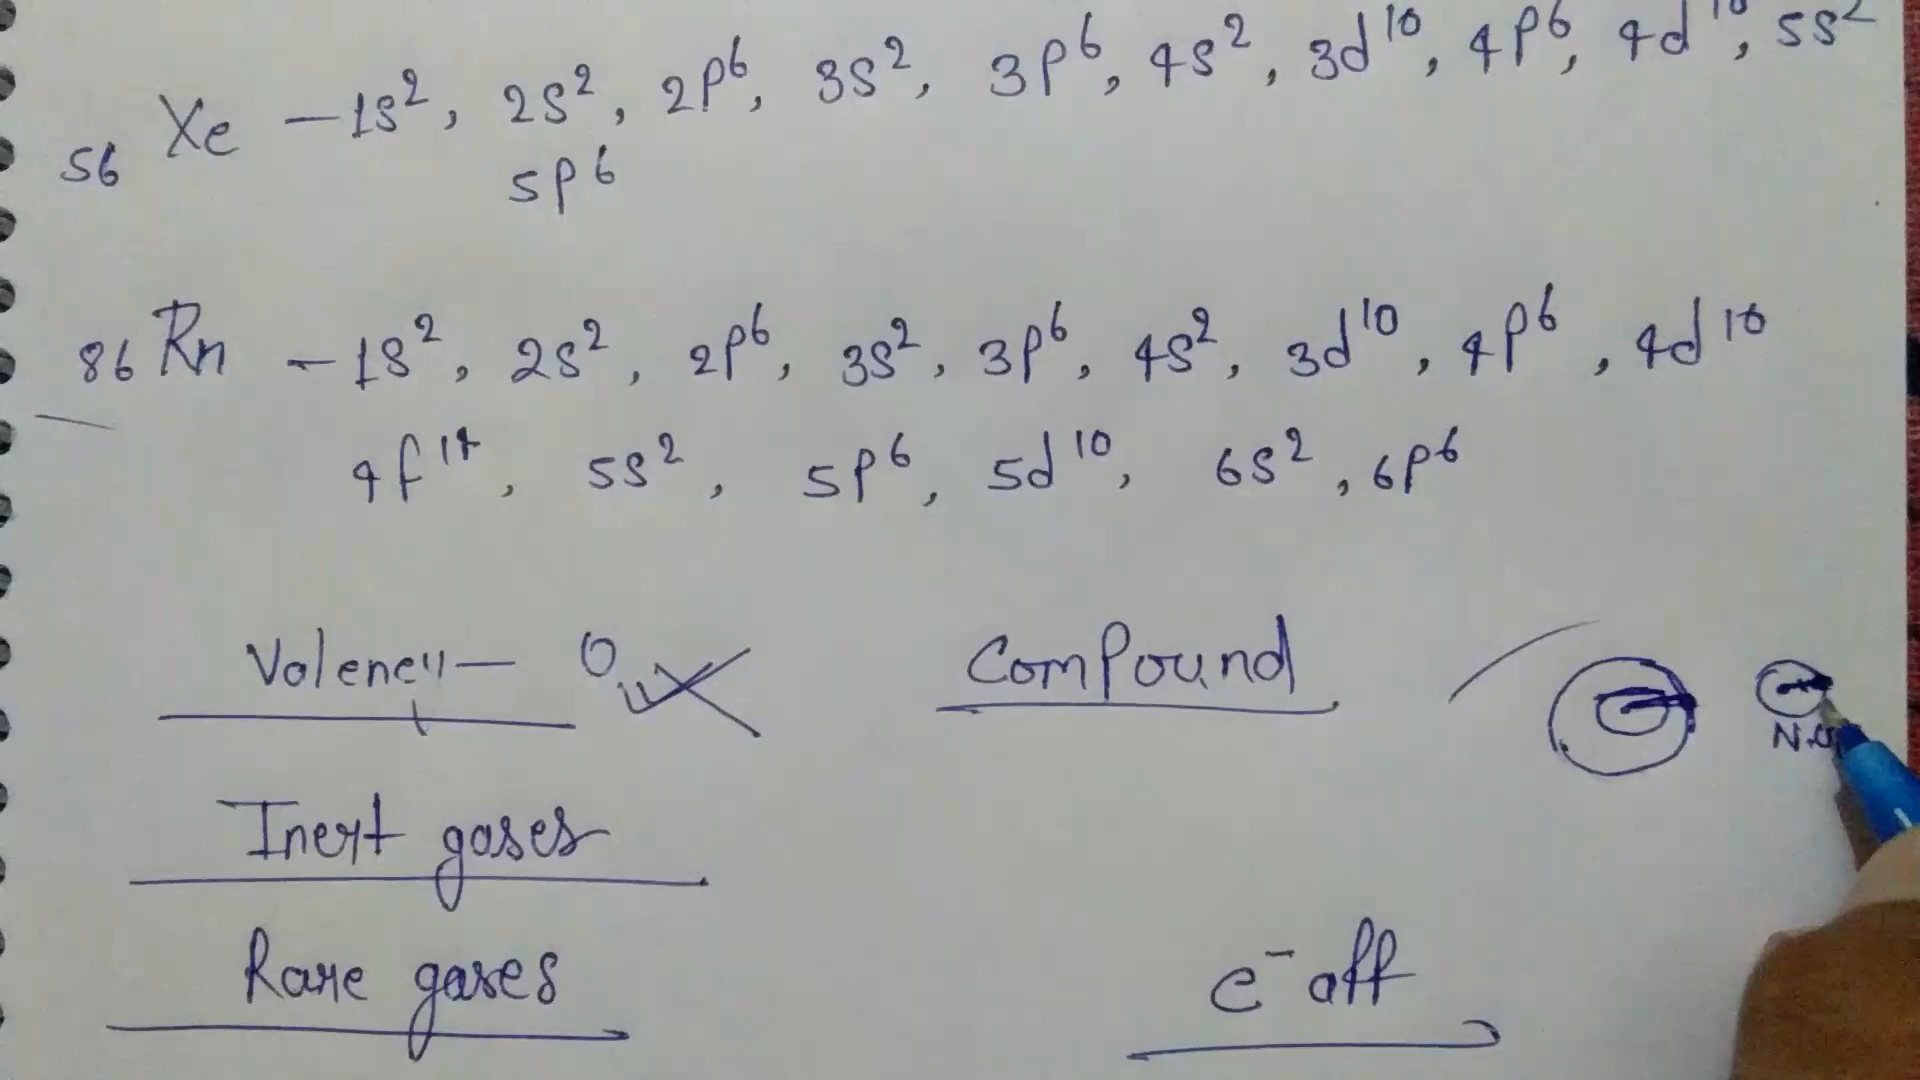 56 Xe – 1s², 2s², 2p⁶, 3s², 3p⁶, 4s², 3d¹⁰, 4p⁶, 4d¹⁰, 5s²
5p⁶
86 Rn – 1s², 2s², 2p⁶, 3s², 3p⁶, 4s², 3d¹⁰, 4p⁶, 4d¹⁰
4f¹⁴, 5s², 5p⁶, 5d¹⁰, 6s², 6p⁶
Valency – 0 Compound
Inert gases
Rare gases e⁻ aff